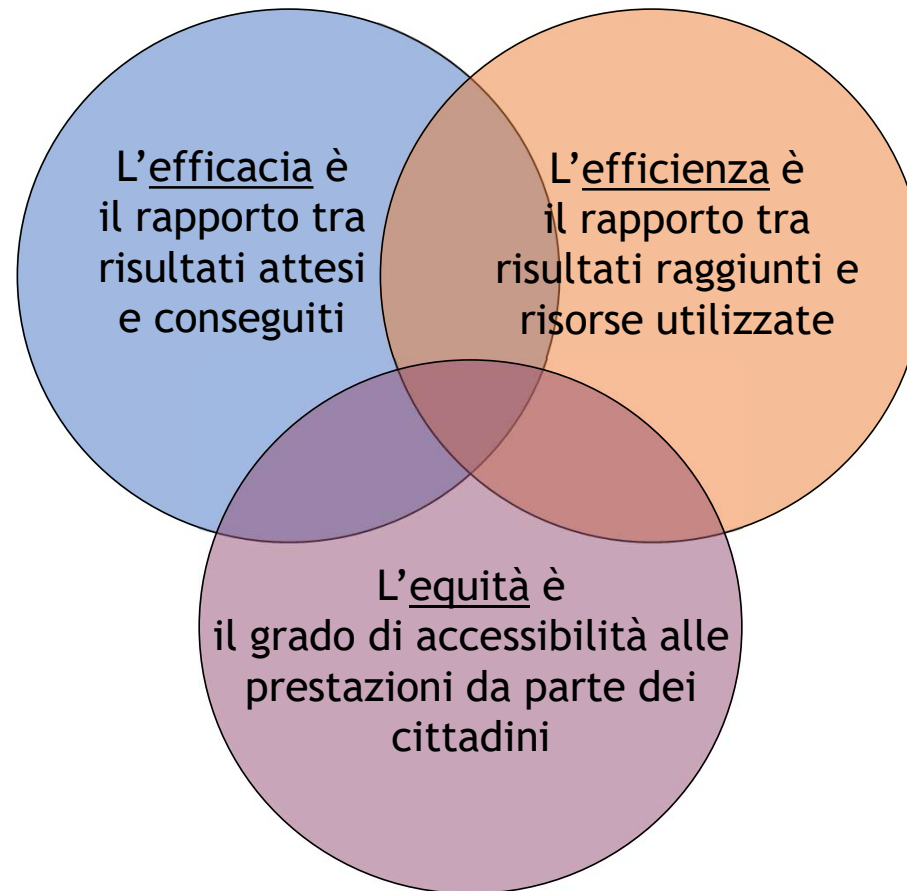 L’efficacia è
il rapporto tra
risultati attesi
e conseguiti
L’efficienza è
il rapporto tra
risultati raggiunti e
risorse utilizzate
L’equità è
il grado di accessibilità alle
prestazioni da parte dei
cittadini